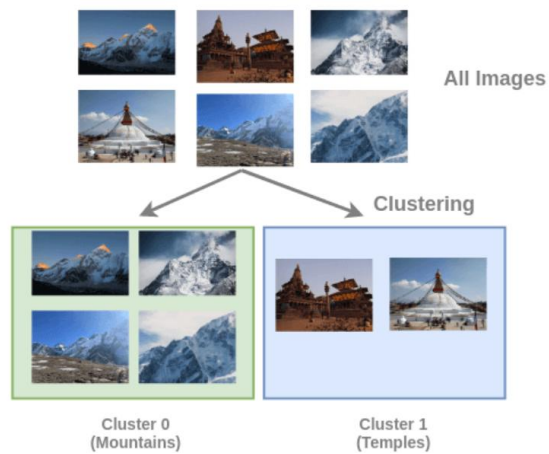 All Images
Clustering
Cluster 0
(Mountains)
Cluster 1
(Temples)